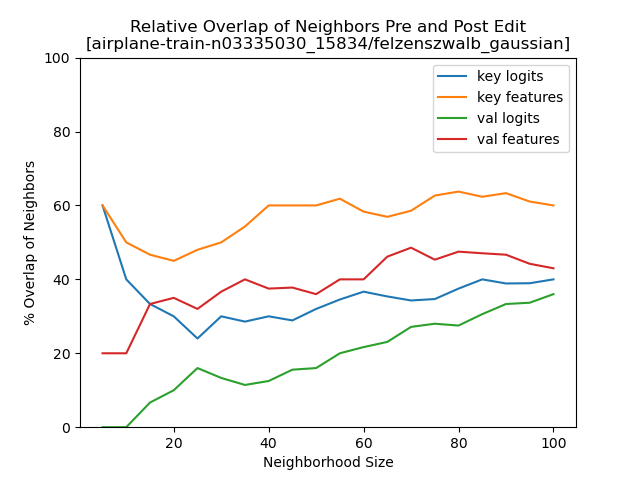 Relative Overlap of Neighbors Pre and Post Edit
[airplane-train-n03335030_15834/felzenszwalb_gaussian]
100
80
60
40
20
0
% Overlap of Neighbors
key logits
key features
val logits
val features
20 40 60 80 100
Neighborhood Size